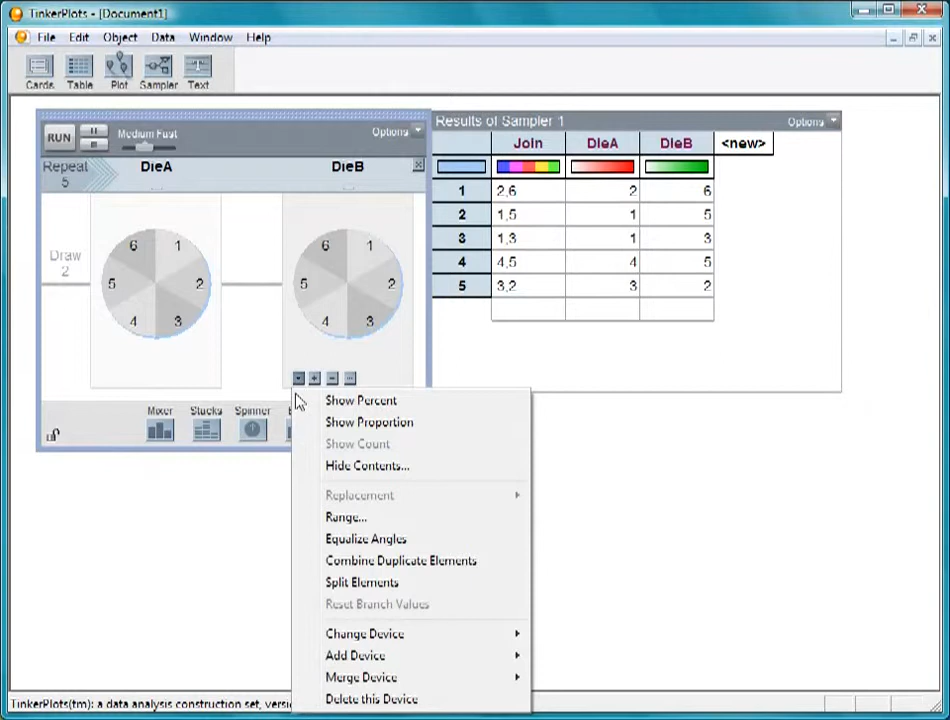 TinkerPlots - [Document1]
File Edit Object Data Window Help
Cards Table Plot Sampler Text
RUN Medium Fast Options
Repeat 5 DieA DieB
Draw 2
6 1 5 2 4 3
6 1 5 2 4 3
Mixer Stacks Spinner
Results of Sampler 1 Options
Join DieA DieB <new>
1 2,6 2 6
2 1,5 1 5
3 1,3 1 3
4 4,5 4 5
5 3,2 3 2
Show Percent
Show Proportion
Show Count
Hide Contents...
Replacement
Range...
Equalize Angles
Combine Duplicate Elements
Split Elements
Reset Branch Values
Change Device
Add Device
Merge Device
Delete this Device
TinkerPlots(tm): a data analysis construction set, versi